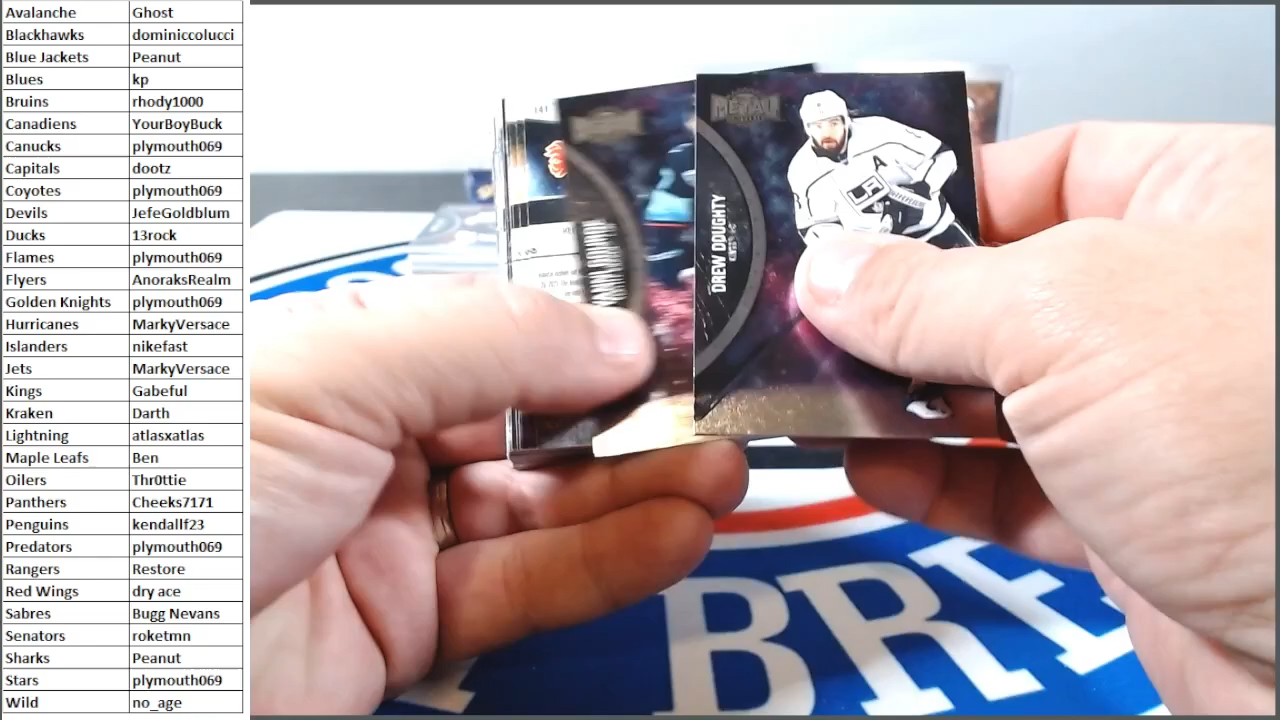 Avalanche Ghost
Blackhawks dominiccolucci
Blue Jackets Peanut
Blues kp
Bruins rhody1000
Canadiens YourBoyBuck
Canucks plymouth069
Capitals dootz
Coyotes plymouth069
Devils JefeGoldblum
Ducks 13rock
Flames plymouth069
Flyers AnoraksRealm
Golden Knights plymouth069
Hurricanes MarkyVersace
Islanders nikefast
Jets MarkyVersace
Kings Gabeful
Kraken Darth
Lightning atlasxatlas
Maple Leafs Ben
Oilers Thr0ttie
Panthers Cheeks7171
Penguins kendallf23
Predators plymouth069
Rangers Restore
Red Wings dry ace
Sabres Bugg Nevans
Senators roketmn
Sharks Peanut
Stars plymouth069
Wild no_age
METAL
DREW DOUGHTY
A
LA
BRE